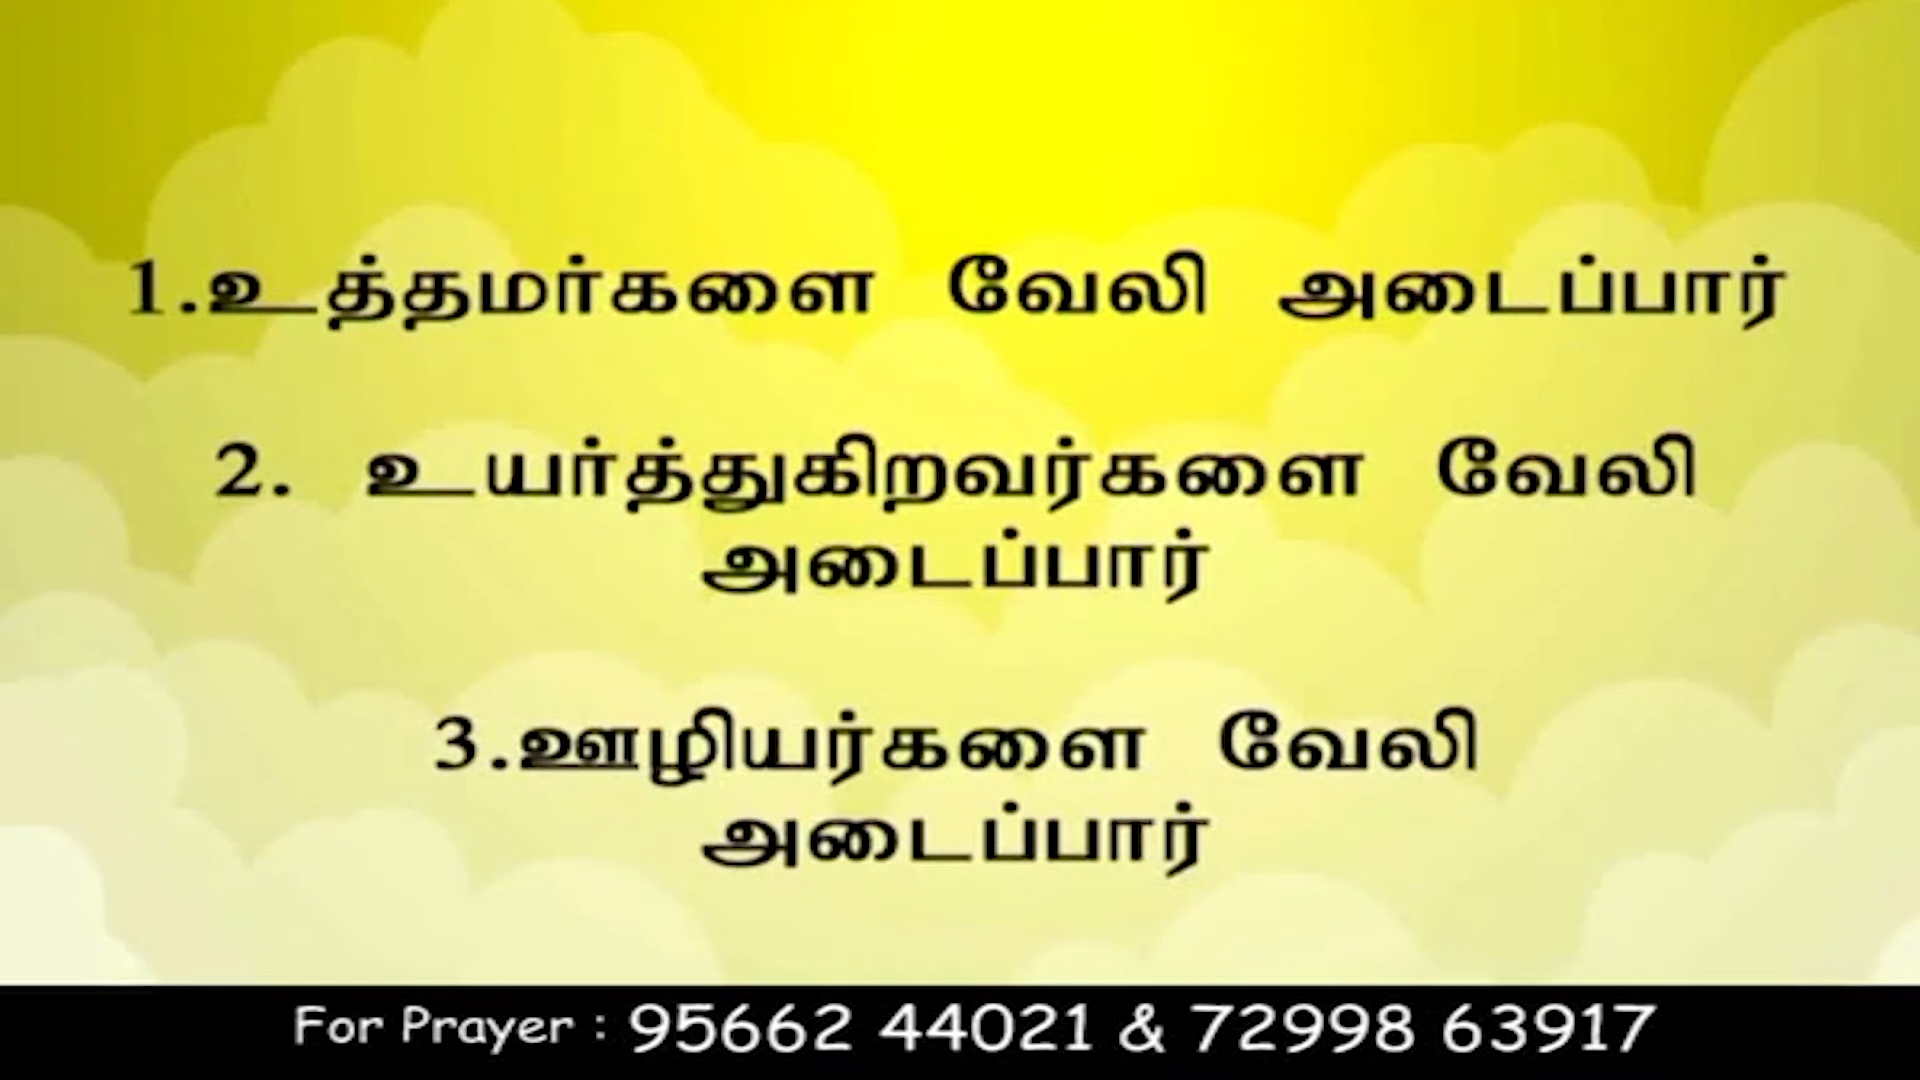 1.உத்தமர்களை வேலி அடைப்பார்
2. உயர்த்துகிறவர்களை வேலி
அடைப்பார்
3.ஊழியர்களை வேலி
அடைப்பார்
For Prayer : 95662 44021 & 72998 63917